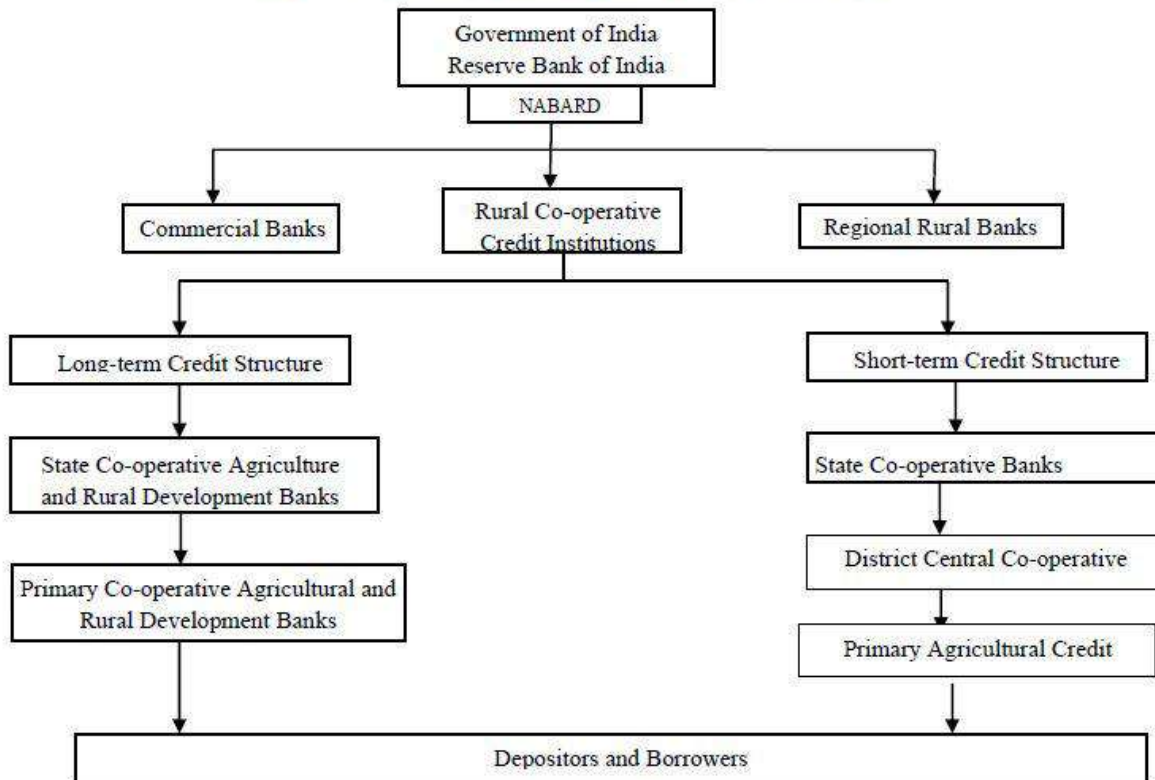 Government of India
Reserve Bank of India
NABARD
Commercial Banks
Rural Co-operative
Credit Institutions
Regional Rural Banks
Long-term Credit Structure
Short-term Credit Structure
State Co-operative Agriculture
and Rural Development Banks
State Co-operative Banks
District Central Co-operative
Primary Co-operative Agricultural and
Rural Development Banks
Primary Agricultural Credit
Depositors and Borrowers